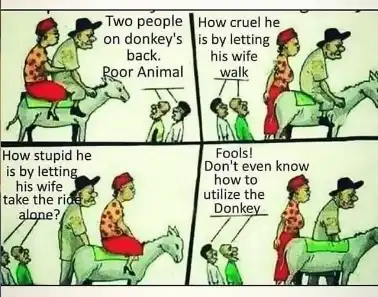 Two people
on donkey's
back.
Poor Animal
How cruel he
is by letting
his wife
walk
How stupid he
is by letting
his wife
take the ride
alone?
Fools!
Don't even know
how to
utilize the
Donkey